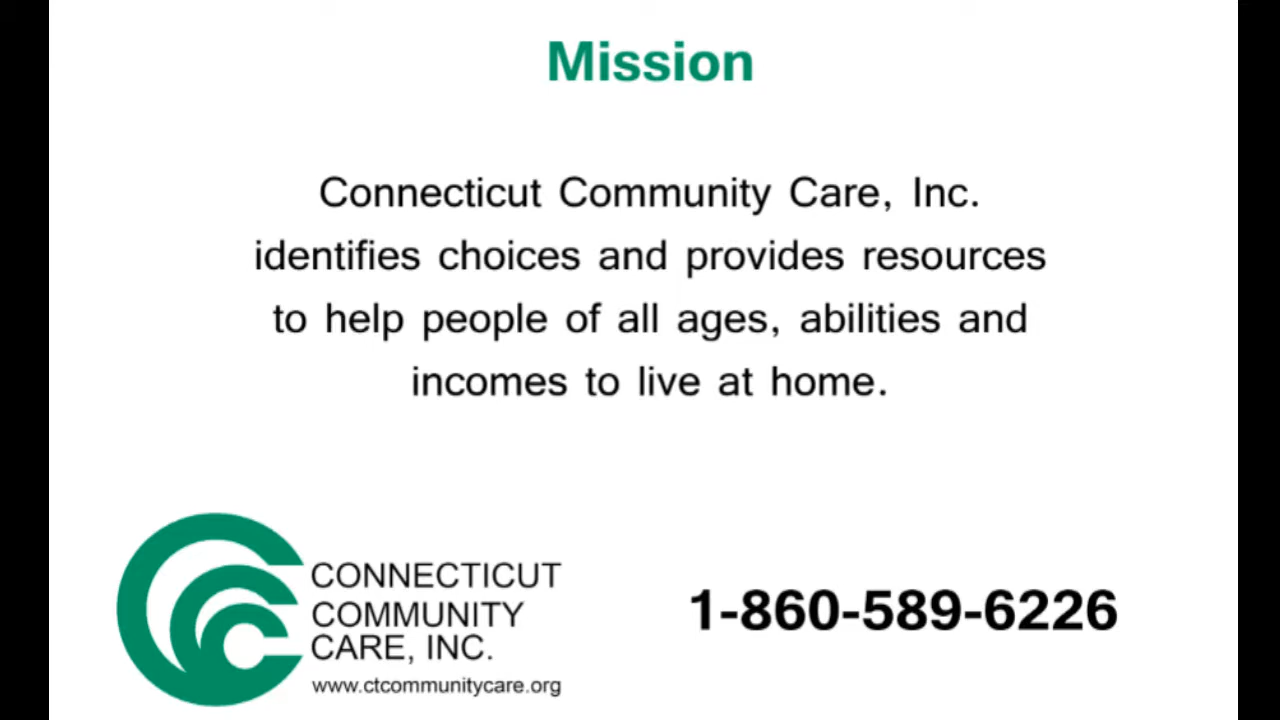 Mission
Connecticut Community Care, Inc.
identifies choices and provides resources
to help people of all ages, abilities and
incomes to live at home.
CONNECTICUT
COMMUNITY
CARE, INC.
www.ctcommunitycare.org
1-860-589-6226